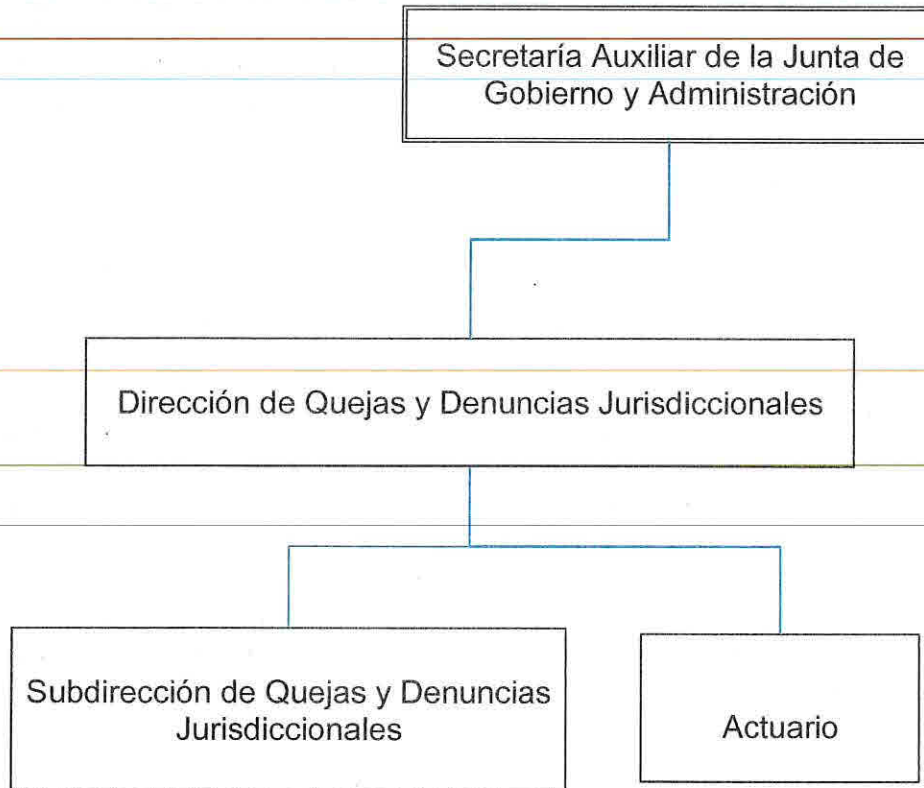 Secretaría Auxiliar de la Junta de
Gobierno y Administración
Dirección de Quejas y Denuncias Jurisdiccionales
Subdirección de Quejas y Denuncias
Jurisdiccionales
Actuario